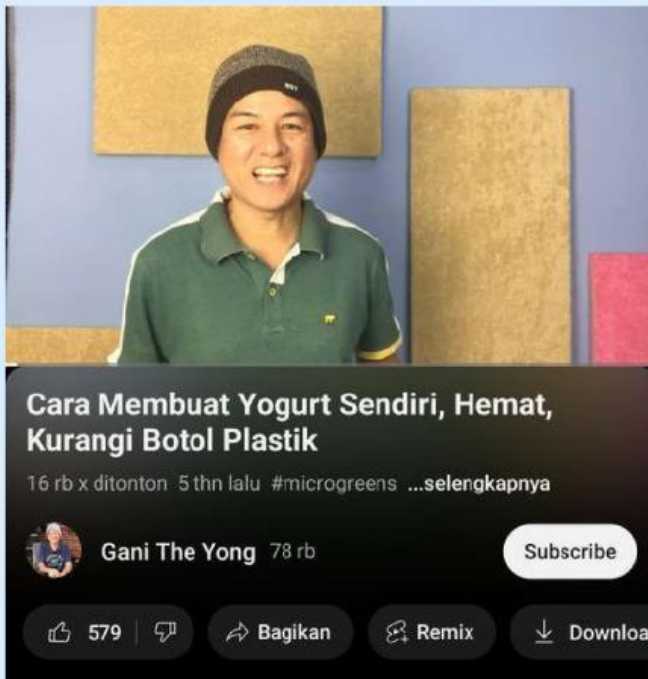 Cara Membuat Yogurt Sendiri, Hemat,
Kurangi Botol Plastik
16 rb x ditonton 5 thn lalu #microgreens ...selengkapnya
Gani The Yong 78 rb
Subscribe
579 Bagikan Remix Downloa